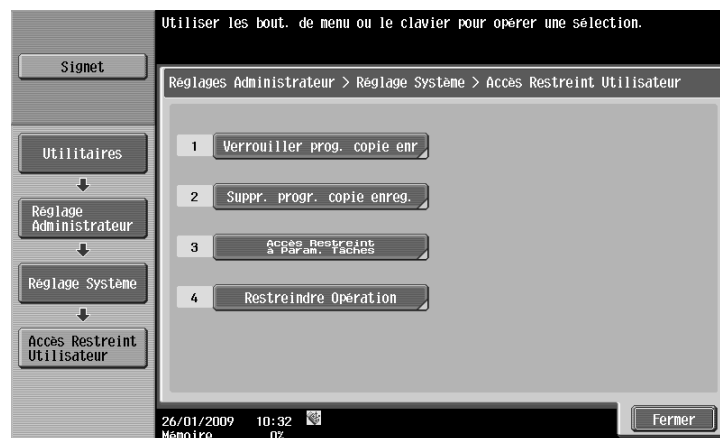 Utiliser les bout. de menu ou le clavier pour opérer une sélection.
Signet
Réglages Administrateur > Réglage Système > Accès Restreint Utilisateur
Utilitaires
Réglage
Administrateur
Réglage Système
Accès Restreint
Utilisateur
1 Verrouiller prog. copie enr
2 Suppr. progr. copie enreg.
3 Accès Restreint
à Param. Tâches
4 Restreindre Opération
26/01/2009 10:32
Mémoire 0%
Fermer